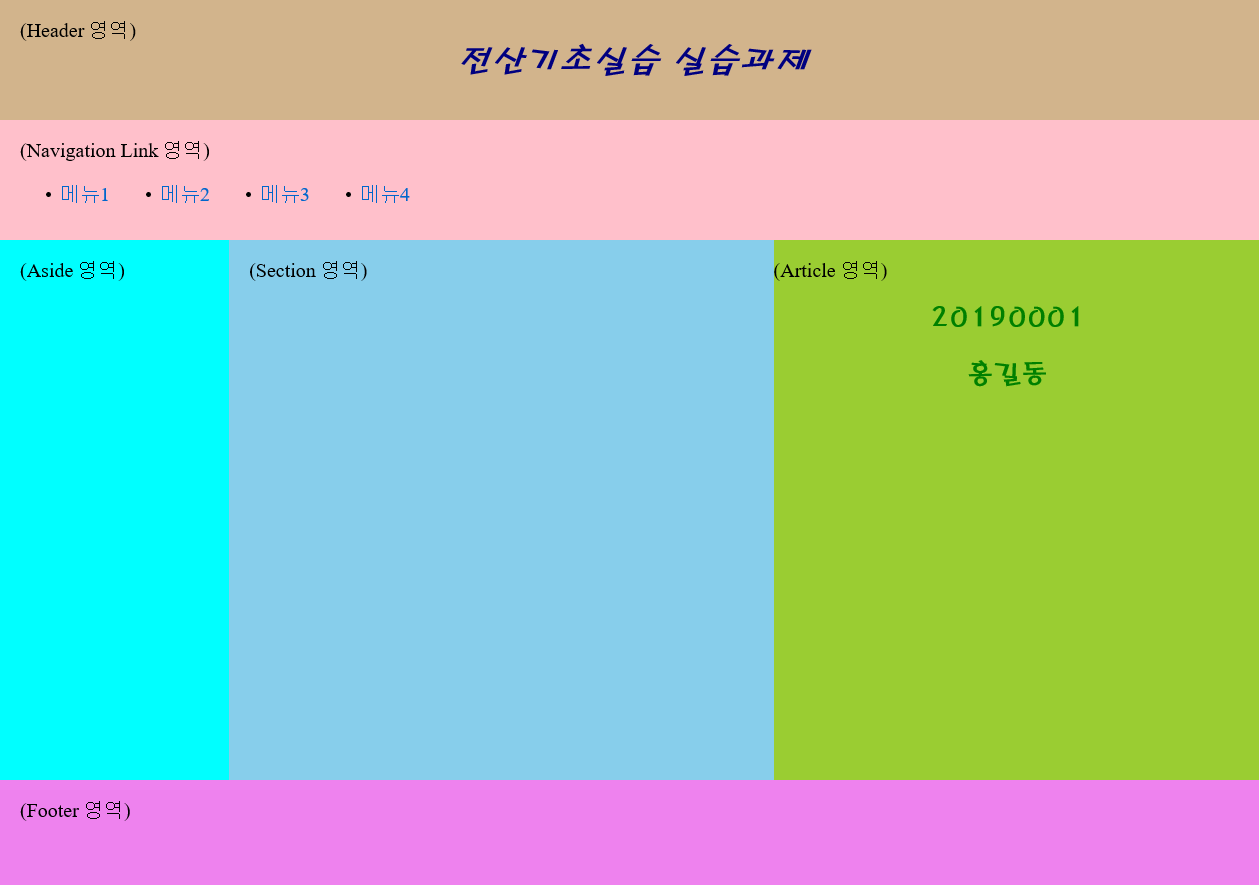 (Header 영역)
전산기초실습 실습과제
(Navigation Link 영역)
• 메뉴1 • 메뉴2 • 메뉴3 • 메뉴4
(Aside 영역)
(Section 영역)
(Article 영역)
20190001
홍길동
(Footer 영역)